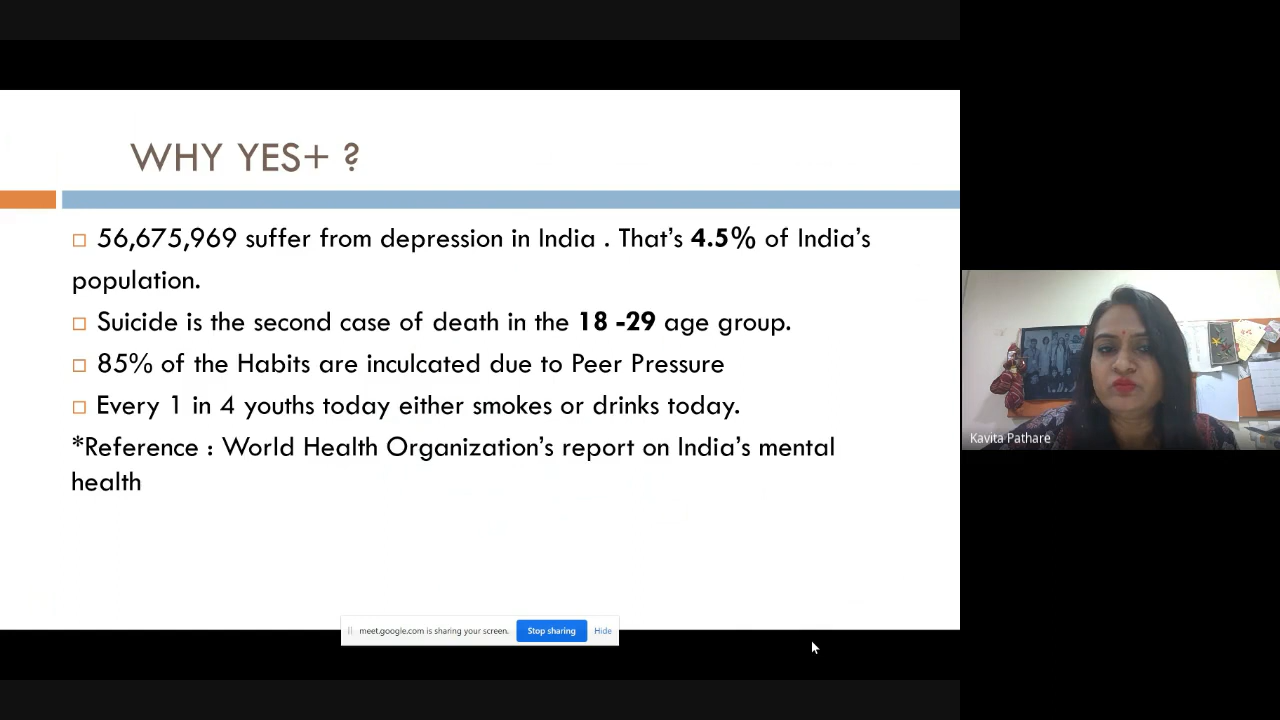 WHY YES+ ?
56,675,969 suffer from depression in India . That's 4.5% of India's
population.
Suicide is the second case of death in the 18 -29 age group.
85% of the Habits are inculcated due to Peer Pressure
Every 1 in 4 youths today either smokes or drinks today.
*Reference : World Health Organization's report on India's mental
health
Kavita Pathare
meet.google.com is sharing your screen. Stop sharing Hide